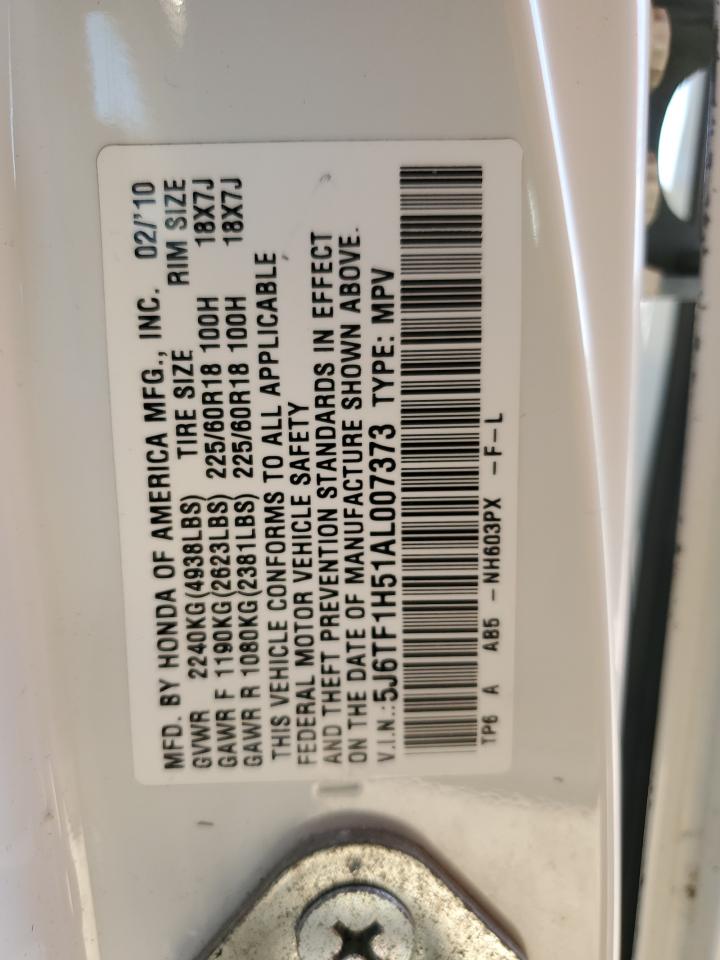 MFD. BY HONDA OF AMERICA MFG., INC. 02/'10
GVWR 2240KG(4938LBS) TIRE SIZE RIM SIZE
GAWR F 1190KG(2623LBS) 225/60R18 100H 18X7J
GAWR R 1080KG(2381LBS) 225/60R18 100H 18X7J
THIS VEHICLE CONFORMS TO ALL APPLICABLE
FEDERAL MOTOR VEHICLE SAFETY
AND THEFT PREVENTION STANDARDS IN EFFECT
ON THE DATE OF MANUFACTURE SHOWN ABOVE.
V.I.N.:5J6TF1H51AL007373 TYPE: MPV
TP6 A AB5 -NH603PX -F-L